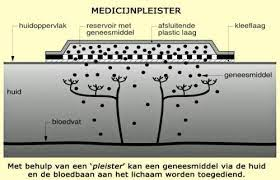 MEDICIJNPLEISTER
huidoppervlak
reservoir met
geneesmiddel
afsluitende
plastic laag
kleeflaag
geneesmiddel
huid
bloedvat
Met behulp van een 'pleister' kan een geneesmiddel via de huid
en de bloedbaan aan het lichaam worden toegediend.